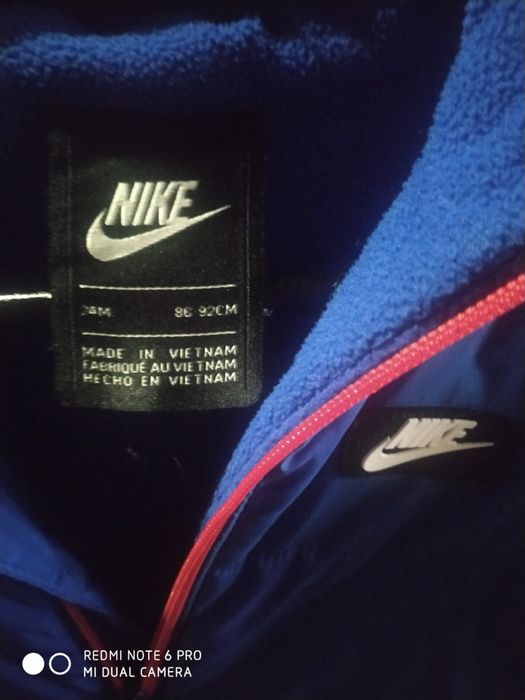 NIKE
24M 86-92CM
MADE IN VIETNAM
FABRIQUÉ AU VIETNAM
HECHO EN VIETNAM
NIKE
REDMI NOTE 6 PRO
MI DUAL CAMERA